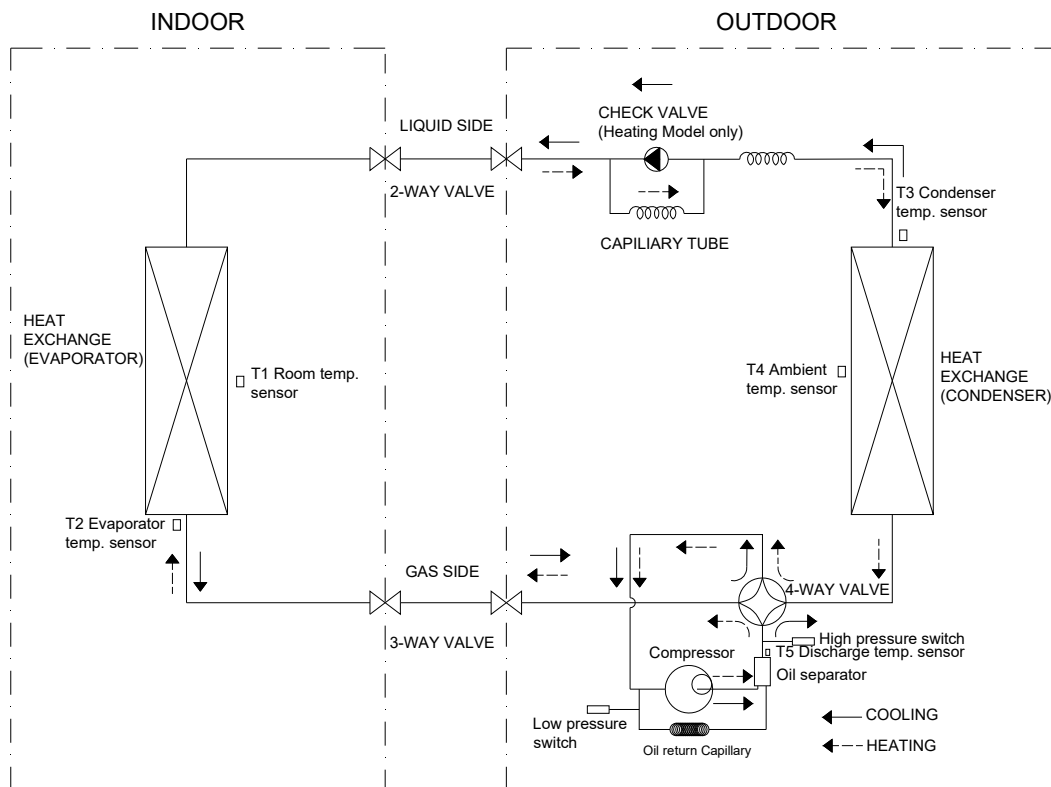 INDOOR
OUTDOOR
LIQUID SIDE
CHECK VALVE
(Heating Model only)
2-WAY VALVE
CAPILIARY TUBE
T3 Condenser
temp. sensor
HEAT
EXCHANGE
(EVAPORATOR)
T1 Room temp.
sensor
T4 Ambient
temp. sensor
HEAT
EXCHANGE
(CONDENSER)
T2 Evaporator
temp. sensor
GAS SIDE
3-WAY VALVE
4-WAY VALVE
High pressure switch
T5 Discharge temp. sensor
Compressor
Oil separator
Low pressure
switch
Oil return Capillary
COOLING
HEATING